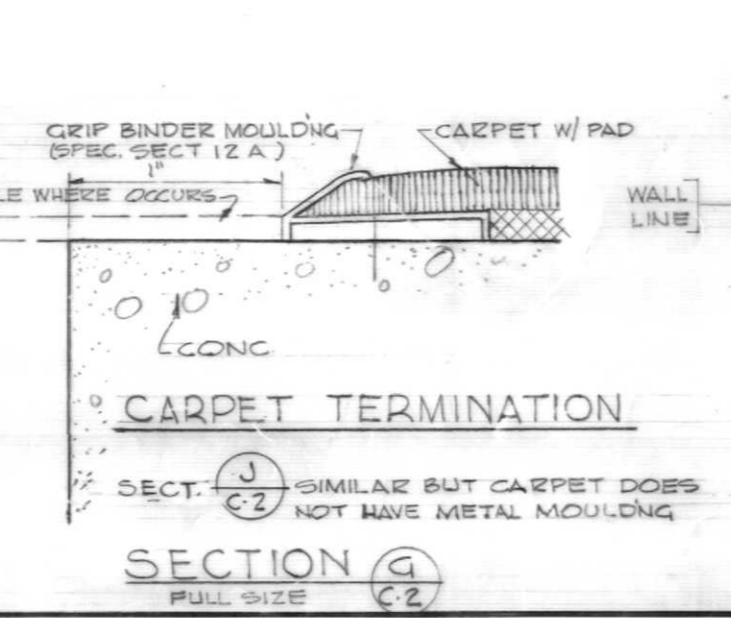 GRIP BINDER MOULDING
(SPEC. SECT 12 A)
CARPET W/ PAD
1"
WHERE OCCURS
WALL
LINE
CONC
CARPET TERMINATION
SECT. J
C-2
SIMILAR BUT CARPET DOES
NOT HAVE METAL MOULDING
SECTION G
C-2
FULL SIZE